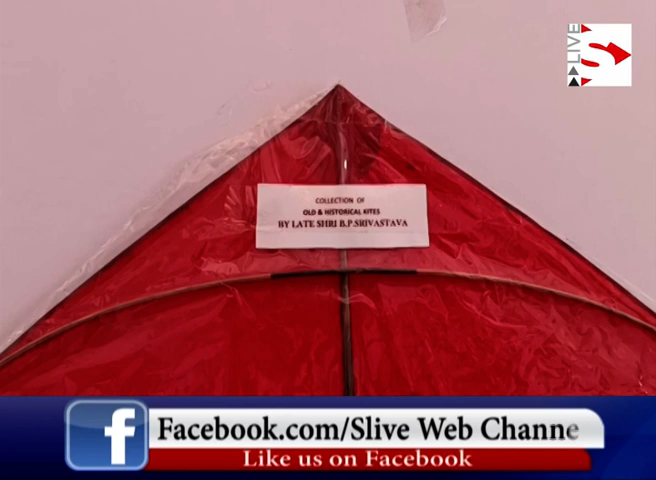 LIVE
COLLECTION OF
OLD & HISTORICAL KITES
BY LATE SHRI B.P.SRIVASTAVA
f Facebook.com/Slive Web Channe
Like us on Facebook